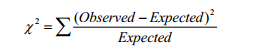 χ² = ∑ (Observed − Expected)² / Expected